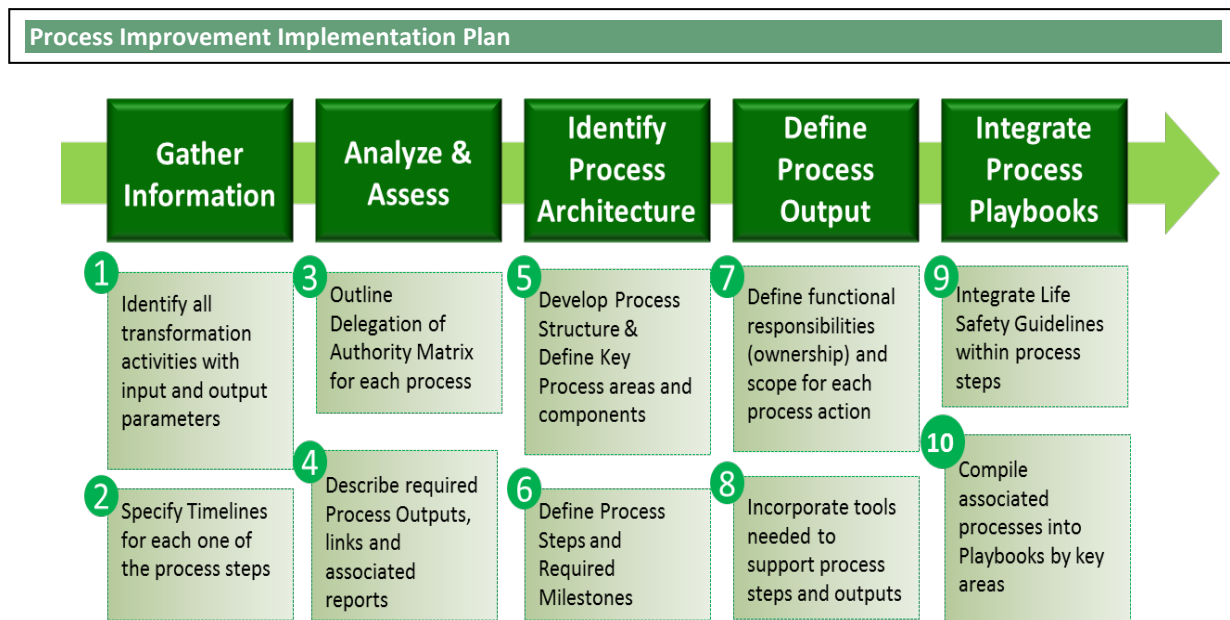 Process Improvement Implementation Plan
Gather
Information
Analyze &
Assess
Identify
Process
Architecture
Define
Process
Output
Integrate
Process
Playbooks
1
Identify all
transformation
activities with
input and output
parameters
2
Specify Timelines
for each one of
the process steps
3
Outline
Delegation of
Authority Matrix
for each process
4
Describe required
Process Outputs,
links and
associated
reports
5
Develop Process
Structure &
Define Key
Process areas and
components
6
Define Process
Steps and
Required
Milestones
7
Define functional
responsibilities
(ownership) and
scope for each
process action
8
Incorporate tools
needed to
support process
steps and outputs
9
Integrate Life
Safety Guidelines
within process
steps
10
Compile
associated
processes into
Playbooks by key
areas